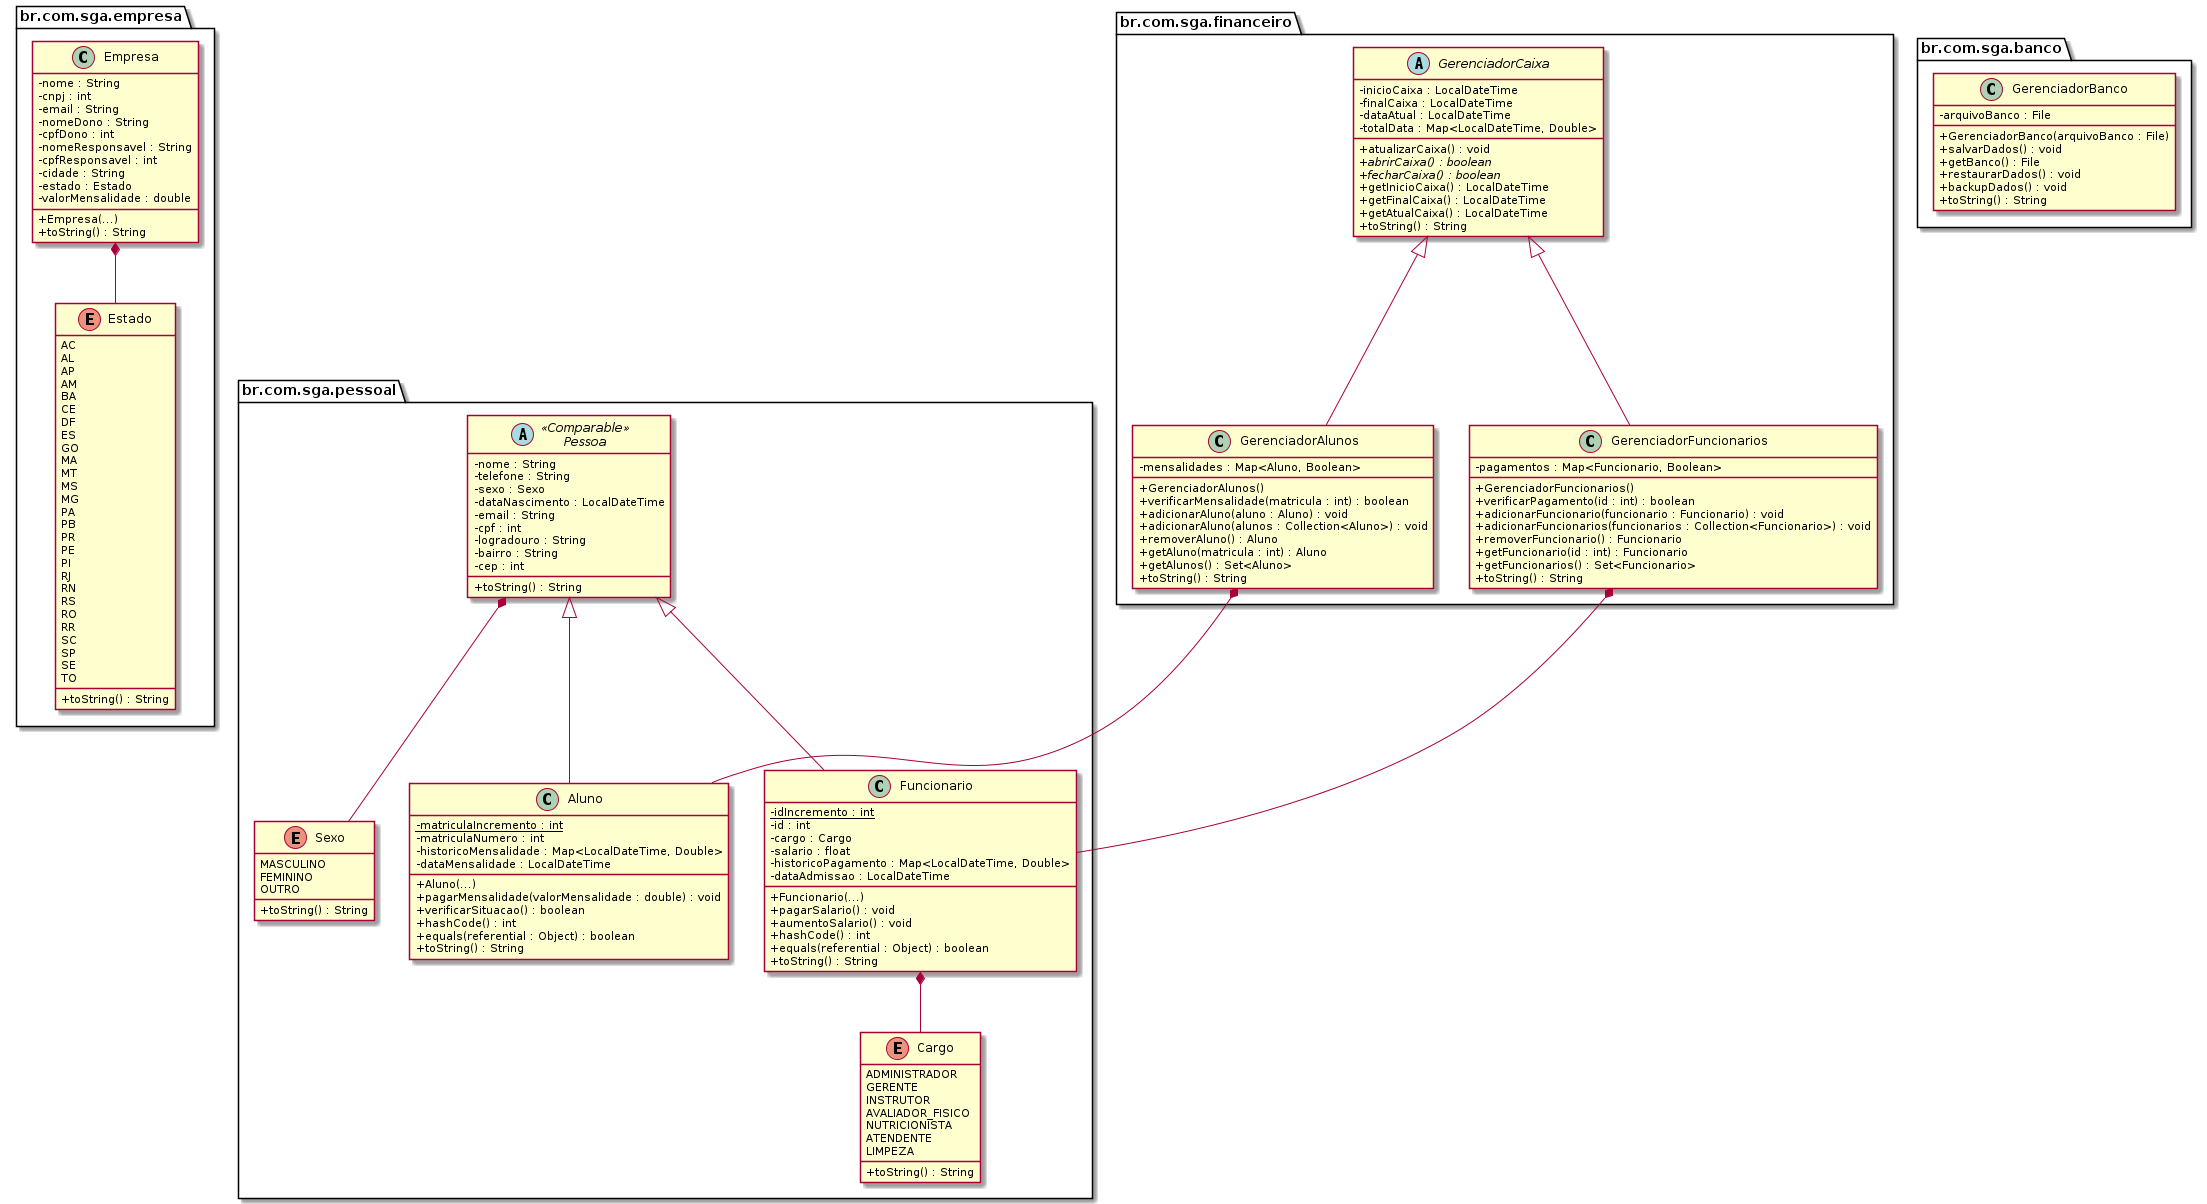 br.com.sga.empresa
C Empresa
-nome : String
-cnpj : int
-email : String
-nomeDono : String
-cpfDono : int
-nomeResponsavel : String
-cpfResponsavel : int
-cidade : String
-estado : Estado
-valorMensalidade : double
+Empresa(...)
+toString() : String
E Estado
AC
AL
AP
AM
BA
CE
DF
ES
GO
MA
MT
MS
MG
PA
PB
PR
PE
PI
RJ
RN
RS
RO
RR
SC
SP
SE
TO
+toString() : String
br.com.sga.pessoal
A «Comparable»
Pessoa
-nome : String
-telefone : String
-sexo : Sexo
-dataNascimento : LocalDateTime
-email : String
-cpf : int
-logradouro : String
-bairro : String
-cep : int
+toString() : String
E Sexo
MASCULINO
FEMININO
OUTRO
+toString() : String
C Aluno
-matriculaIncremento : int
-matriculaNumero : int
-historicoMensalidade : Map<LocalDateTime, Double>
-dataMensalidade : LocalDateTime
+Aluno(...)
+pagarMensalidade(valorMensalidade : double) : void
+verificarSituacao() : boolean
+hashCode() : int
+equals(referential : Object) : boolean
+toString() : String
C Funcionario
-idIncremento : int
-id : int
-cargo : Cargo
-salario : float
-historicoPagamento : Map<LocalDateTime, Double>
-dataAdmissao : LocalDateTime
+Funcionario(...)
+pagarSalario() : void
+aumentoSalario() : void
+hashCode() : int
+equals(referential : Object) : boolean
+toString() : String
E Cargo
ADMINISTRADOR
GERENTE
INSTRUTOR
AVALIADOR_FISICO
NUTRICIONISTA
ATENDENTE
LIMPEZA
+toString() : String
br.com.sga.financeiro
A GerenciadorCaixa
-inicioCaixa : LocalDateTime
-finalCaixa : LocalDateTime
-dataAtual : LocalDateTime
-totalData : Map<LocalDateTime, Double>
+atualizarCaixa() : void
+abrirCaixa() : boolean
+fecharCaixa() : boolean
+getInicioCaixa() : LocalDateTime
+getFinalCaixa() : LocalDateTime
+getAtualCaixa() : LocalDateTime
+toString() : String
C GerenciadorAlunos
-mensalidades : Map<Aluno, Boolean>
+GerenciadorAlunos()
+verificarMensalidade(matricula : int) : boolean
+adicionarAluno(aluno : Aluno) : void
+adicionarAluno(alunos : Collection<Aluno>) : void
+removerAluno() : Aluno
+getAluno(matricula : int) : Aluno
+getAlunos() : Set<Aluno>
+toString() : String
C GerenciadorFuncionarios
-pagamentos : Map<Funcionario, Boolean>
+GerenciadorFuncionarios()
+verificarPagamento(id : int) : boolean
+adicionarFuncionario(funcionario : Funcionario) : void
+adicionarFuncionarios(funcionarios : Collection<Funcionario>) : void
+removerFuncionario() : Funcionario
+getFuncionario(id : int) : Funcionario
+getFuncionarios() : Set<Funcionario>
+toString() : String
br.com.sga.banco
C GerenciadorBanco
-arquivoBanco : File
+GerenciadorBanco(arquivoBanco : File)
+salvarDados() : void
+getBanco() : File
+restaurarDados() : void
+backupDados() : void
+toString() : String